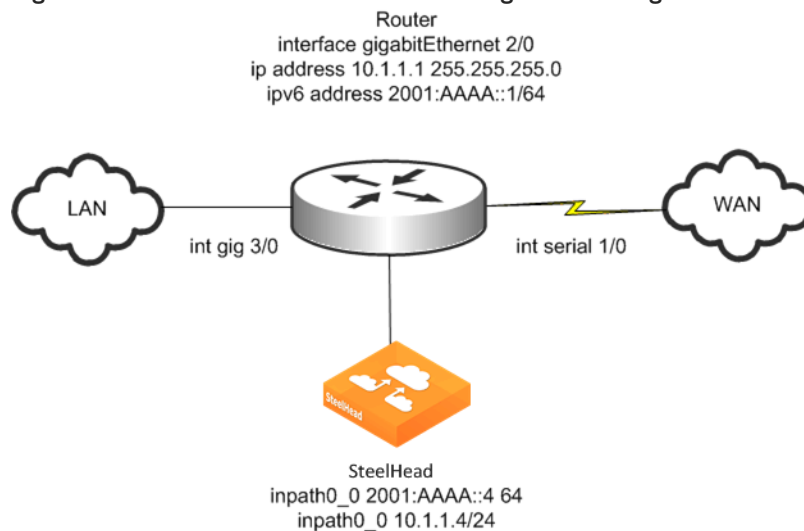 Router
interface gigabitEthernet 2/0
ip address 10.1.1.1 255.255.255.0
ipv6 address 2001:AAAA::1/64
LAN
WAN
int gig 3/0
int serial 1/0
SteelHead
SteelHead
inpath0_0 2001:AAAA::4 64
inpath0_0 10.1.1.4/24